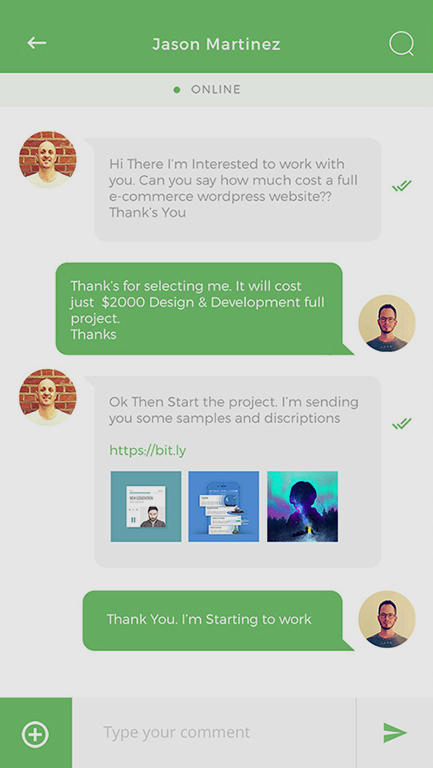 Jason Martinez
ONLINE
Hi There I'm Interested to work with
you. Can you say how much cost a full
e-commerce wordpress website??
Thank's You
Thank's for selecting me. It will cost
just $2000 Design & Development full
project.
Thanks
Ok Then Start the project. I'm sending
you some samples and discriptions
https://bit.ly
NEW GENERATION
Thank You. I'm Starting to work
Type your comment